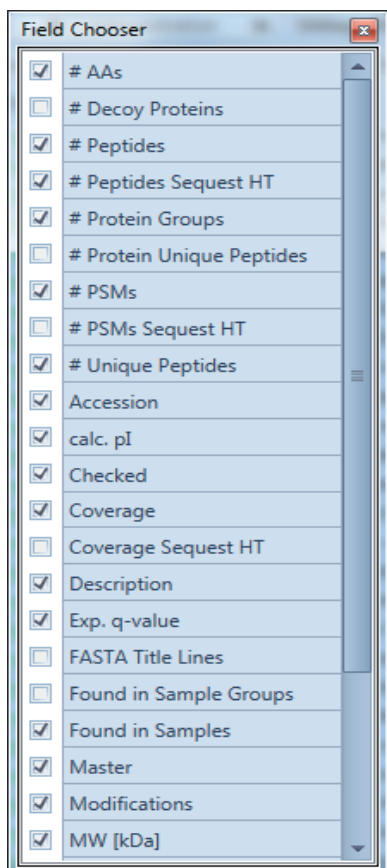 Field Chooser
# AAs
# Decoy Proteins
# Peptides
# Peptides Sequest HT
# Protein Groups
# Protein Unique Peptides
# PSMs
# PSMs Sequest HT
# Unique Peptides
Accession
calc. pI
Checked
Coverage
Coverage Sequest HT
Description
Exp. q-value
FASTA Title Lines
Found in Sample Groups
Found in Samples
Master
Modifications
MW [kDa]